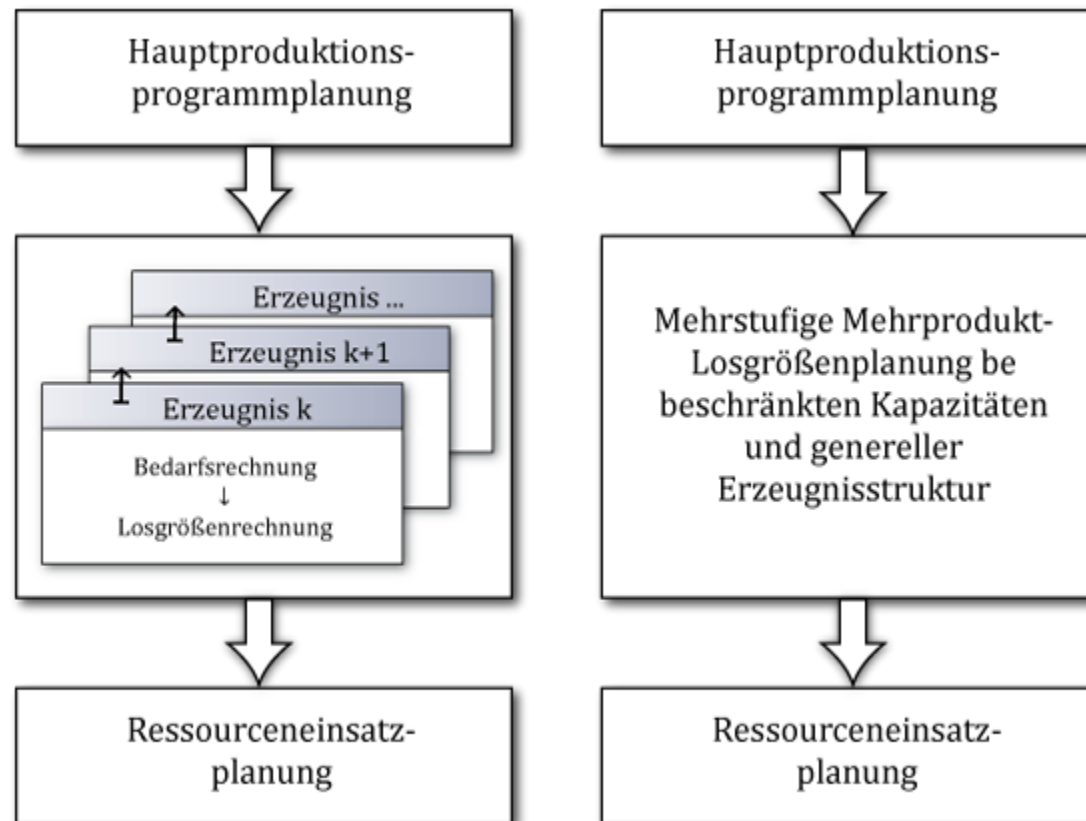 Hauptproduktions-
programmplanung
Erzeugnis ...
Erzeugnis k+1
Erzeugnis k
Bedarfsrechnung
↓
Losgrößenrechnung
Ressourceneinsatz-
planung
Hauptproduktions-
programmplanung
Mehrstufige Mehrprodukt-
Losgrößenplanung be
beschränkten Kapazitäten
und genereller
Erzeugnisstruktur
Ressourceneinsatz-
planung